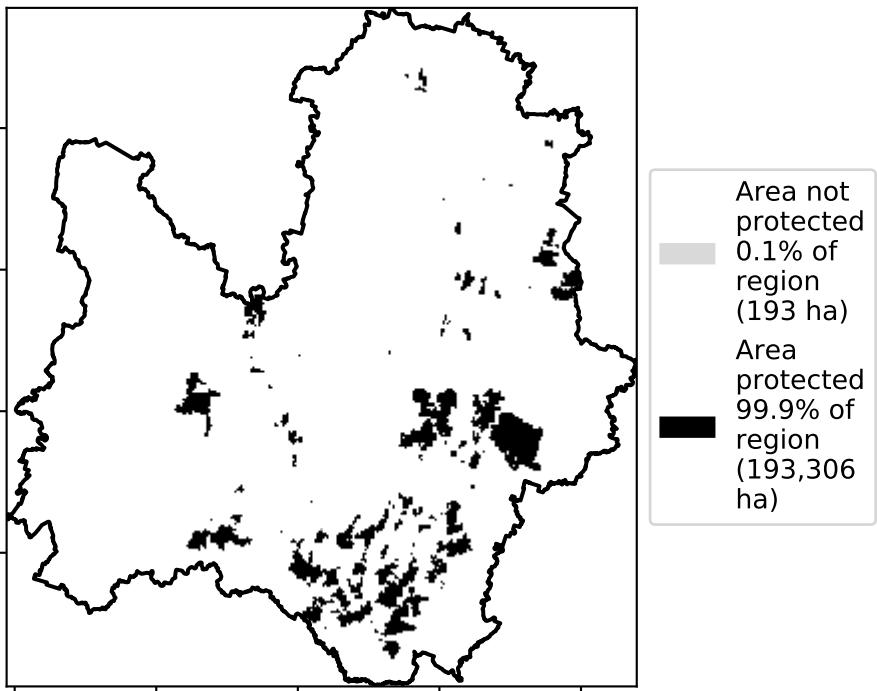 Area not
protected
0.1% of
region
(193 ha)
Area
protected
99.9% of
region
(193,306
ha)